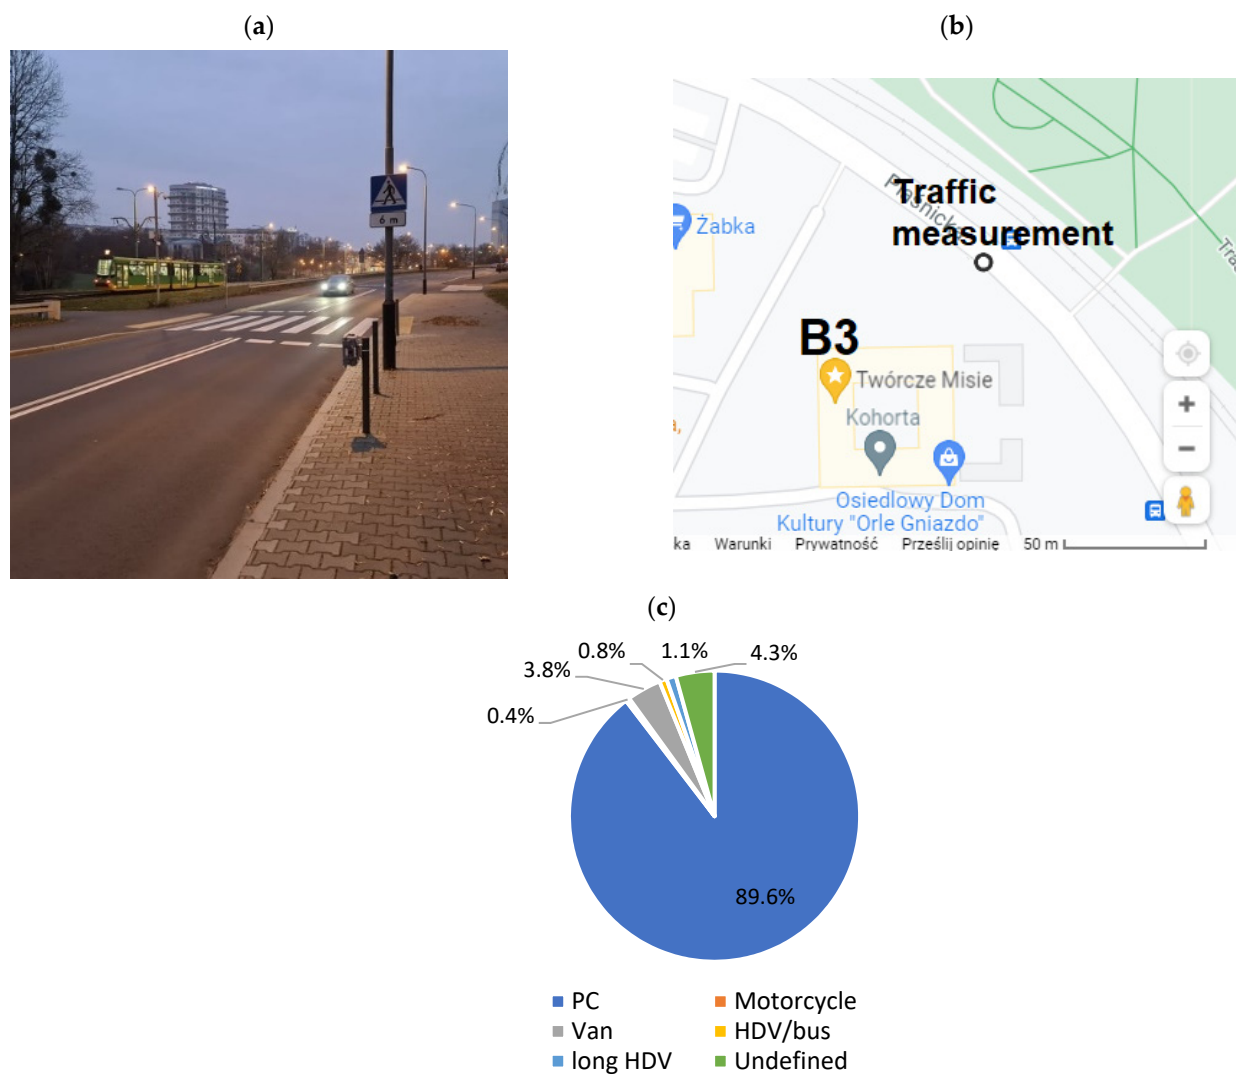 (a)
(b)
6 m
Traffic
measurement
Żabka
B3
Twórcze Misie
Kohorta
Osiedlowy Dom
Kultury "Orle Gniazdo"
ka Warunki Prywatność Prześlij opinię 50 m
(c)
0.8% 1.1% 4.3%
3.8%
0.4%
89.6%
PC Motorcycle
Van HDV/bus
long HDV Undefined